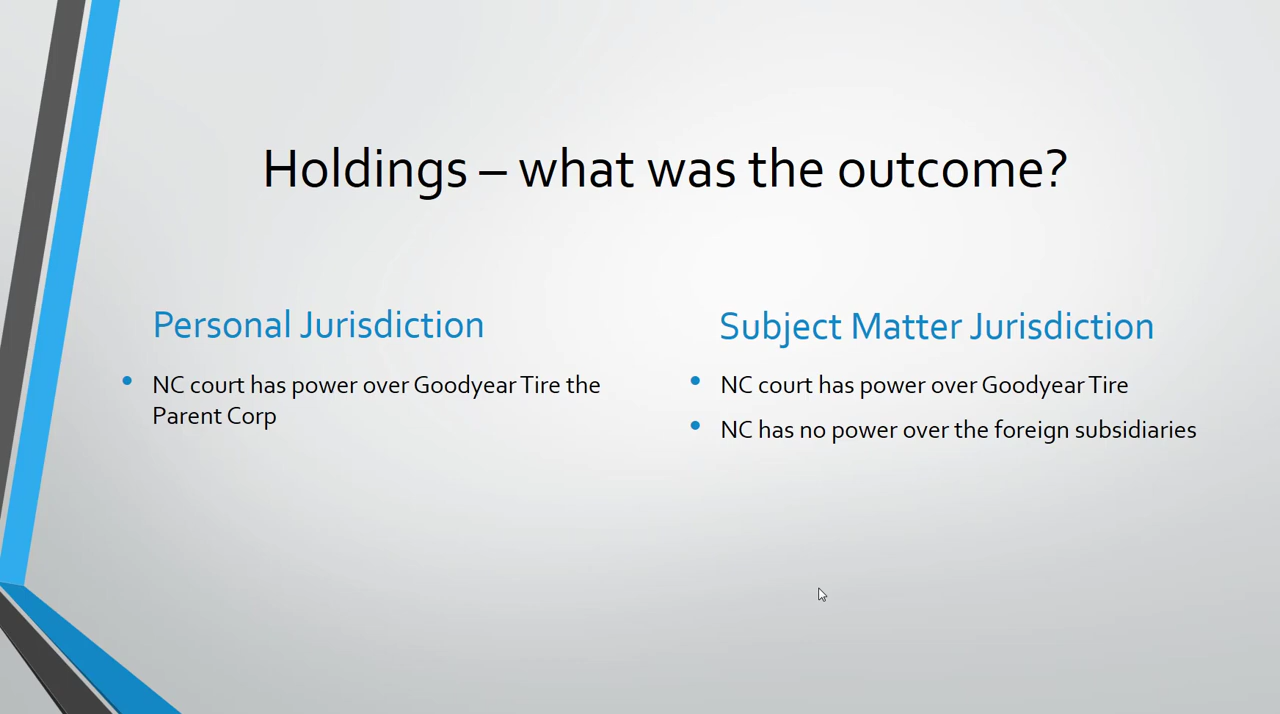 Holdings – what was the outcome?
Personal Jurisdiction
• NC court has power over Goodyear Tire the
Parent Corp
Subject Matter Jurisdiction
• NC court has power over Goodyear Tire
• NC has no power over the foreign subsidiaries